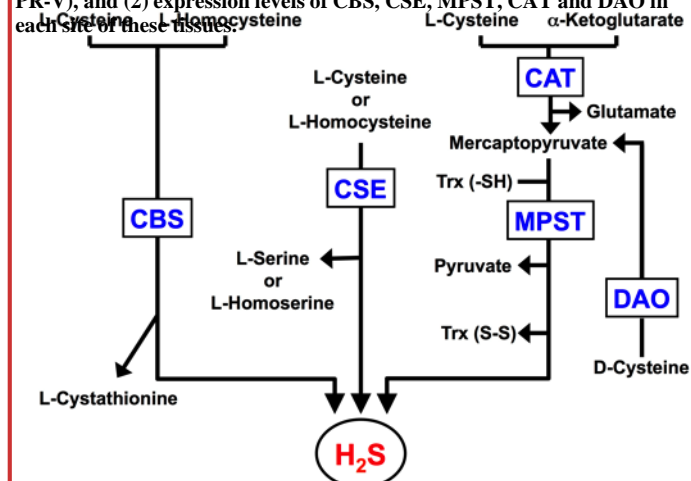 PR-V), and (2) expression levels of CBS, CSE, MPST, CAT and DAO in
each site of these tissues.
L-Cysteine L-Homocysteine
L-Cysteine α-Ketoglutarate
CAT
Glutamate
Mercaptopyruvate
L-Cysteine
or
L-Homocysteine
Trx (-SH)
CSE
CBS
MPST
L-Serine
or
L-Homoserine
Pyruvate
DAO
Trx (S-S)
D-Cysteine
L-Cystathionine
H₂S